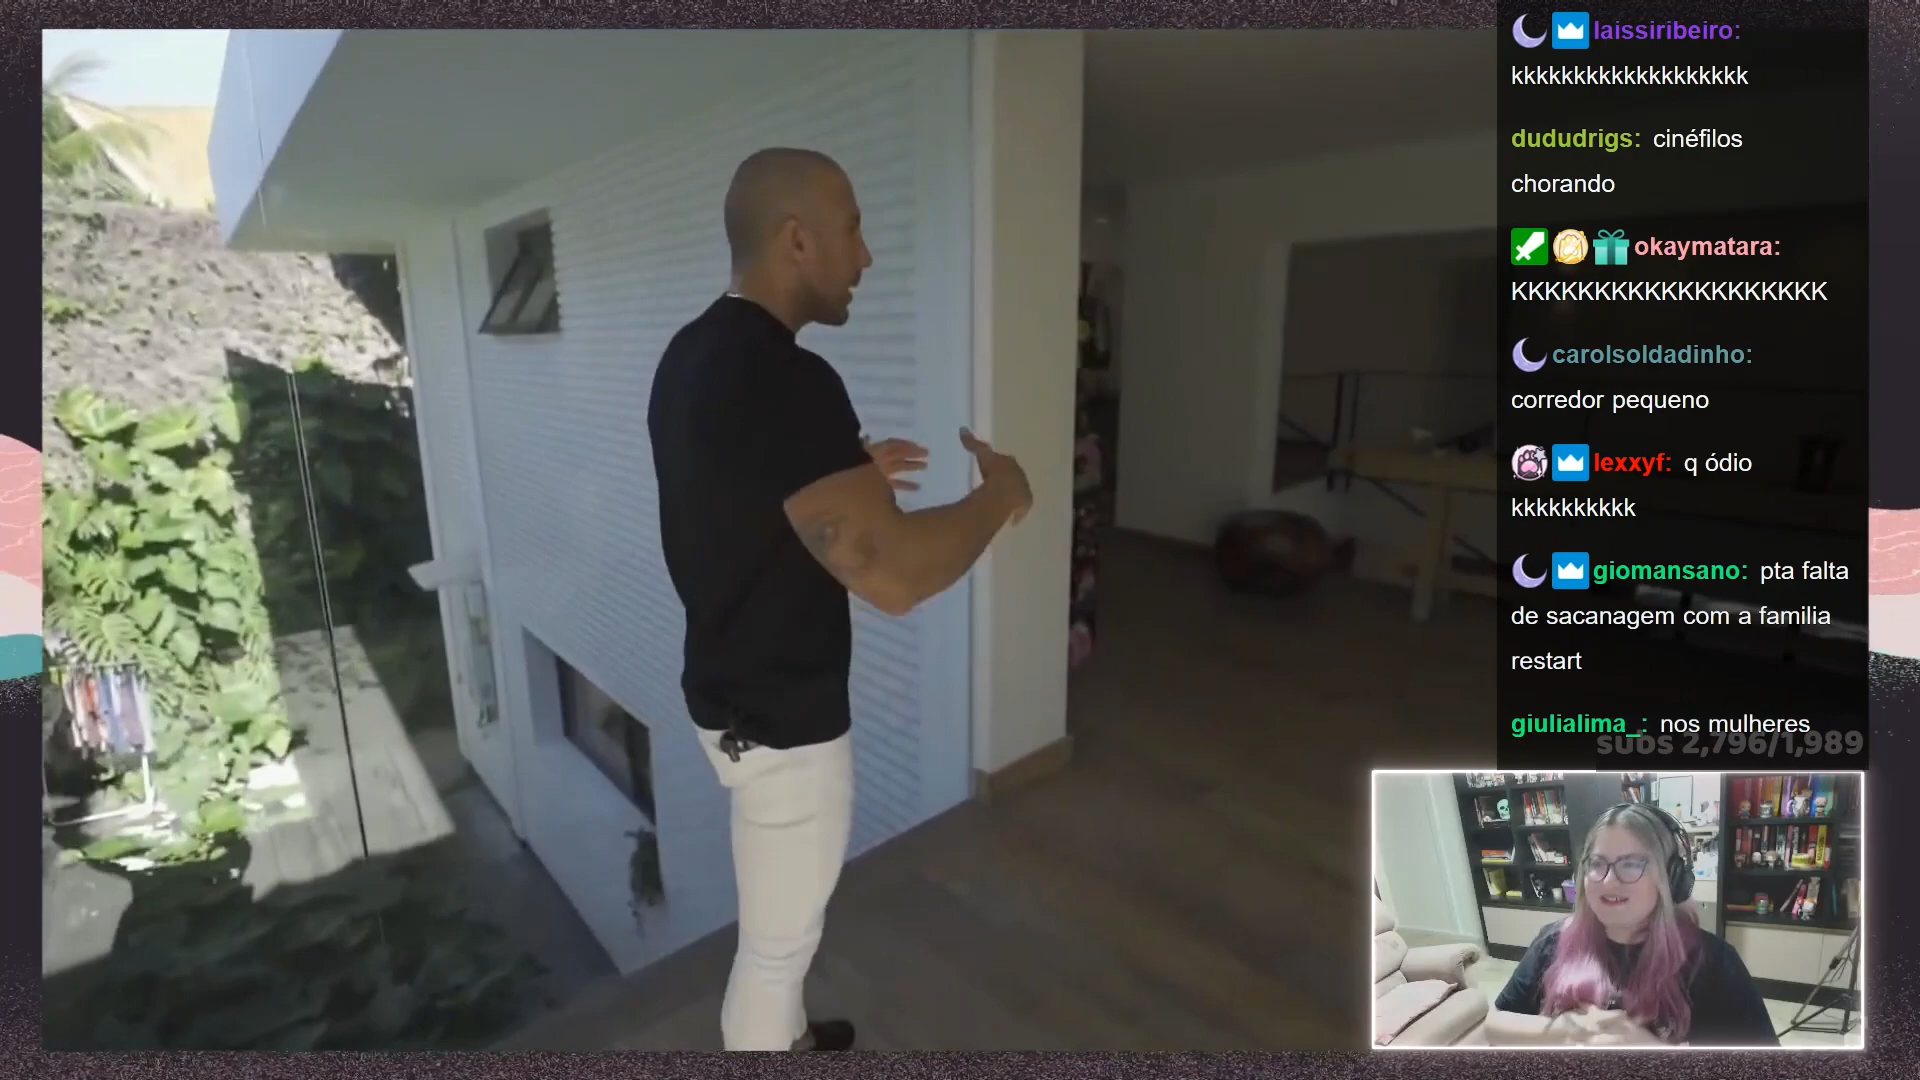 laissiribeiro:
kkkkkkkkkkkkkkkkkkk
dududrigs: cinéfilos
chorando
okaymatara:
KKKKKKKKKKKKKKKKKKK
carolsoldadinho:
corredor pequeno
lexxyf: q ódio
kkkkkkkkkk
giomansano: pta falta
de sacanagem com a familia
restart
giulialima_: nos mulheres
subs 2,796/1,989